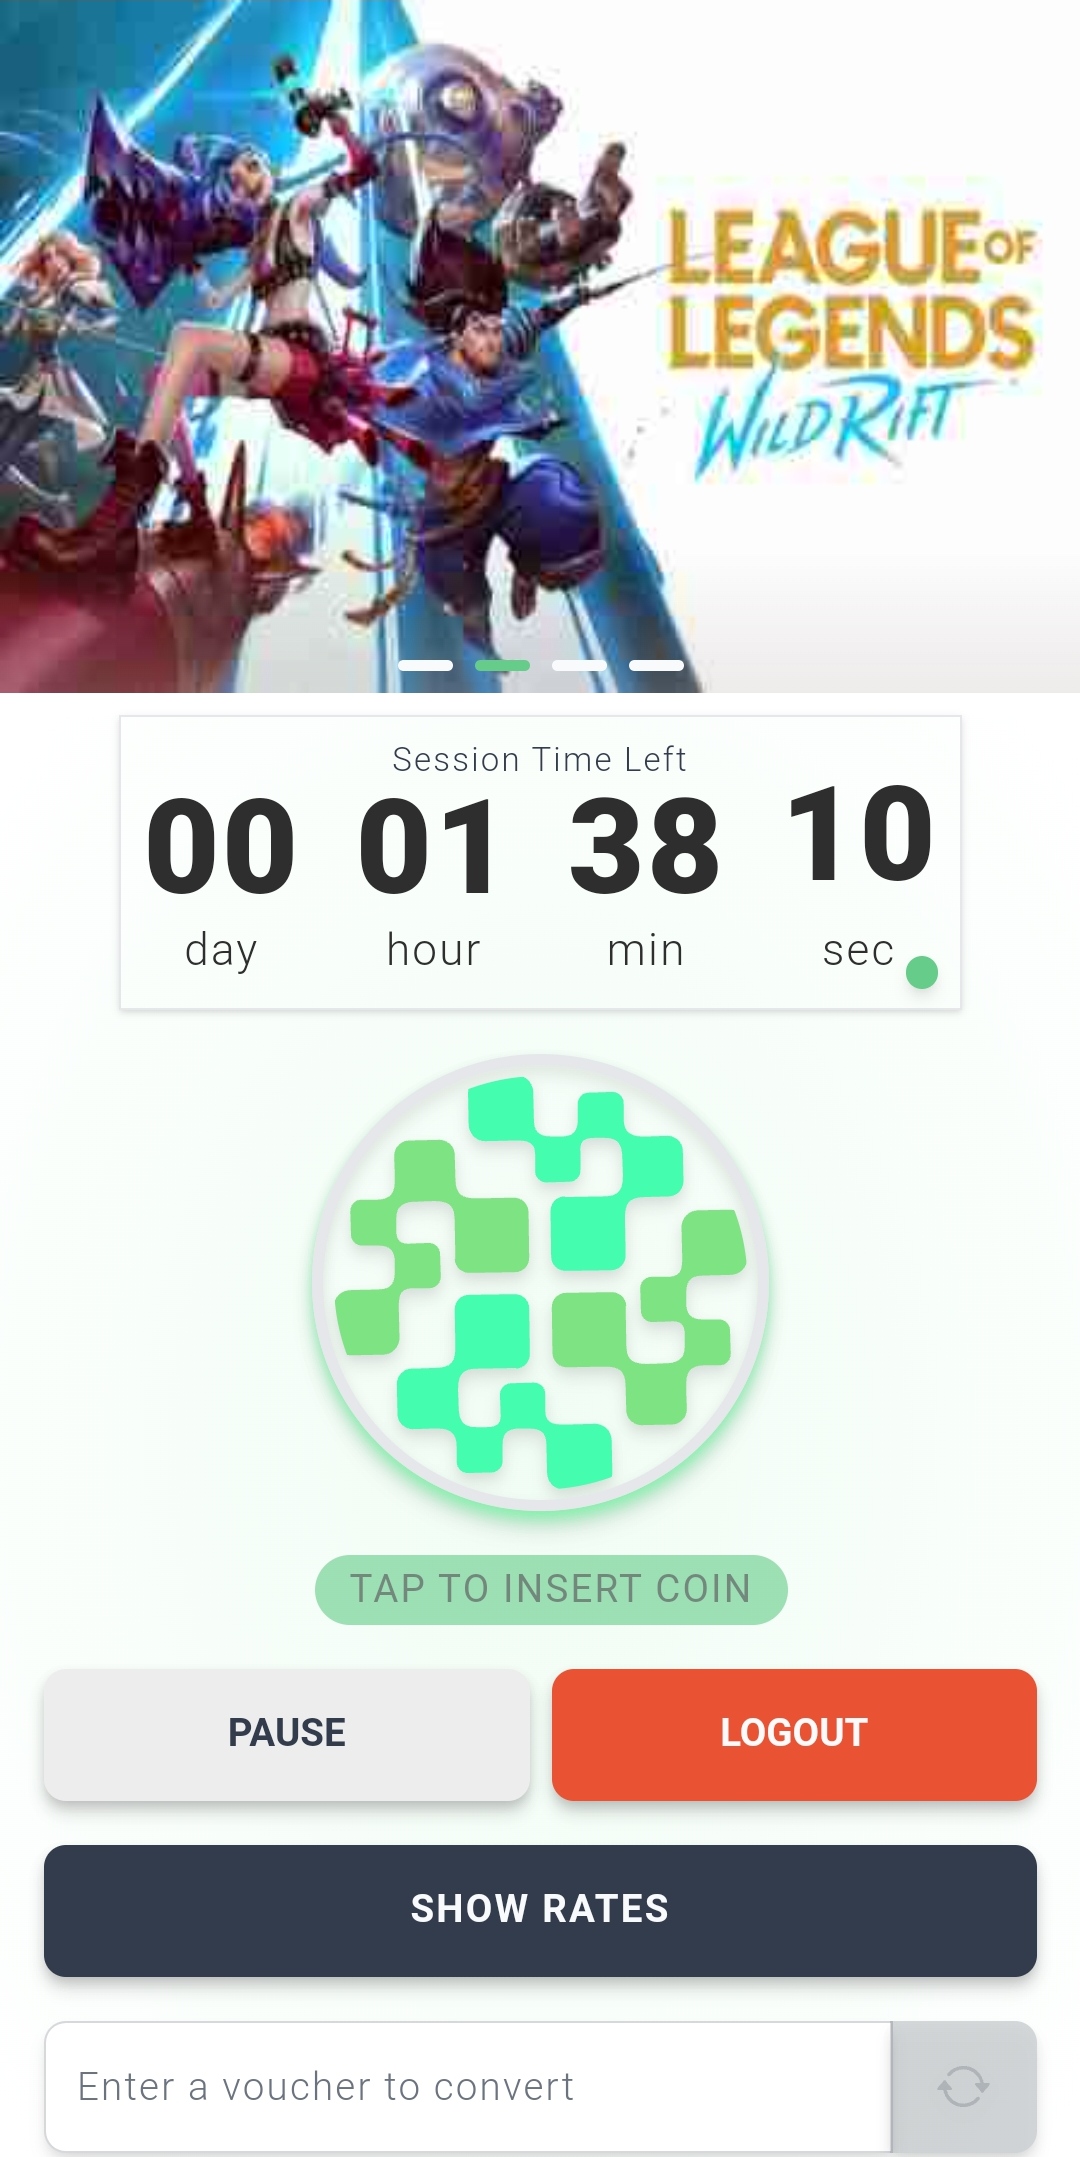 LEAGUE OF
LEGENDS
WILD RIFT
Session Time Left
00 01 38 10
day hour min sec
TAP TO INSERT COIN
PAUSE LOGOUT
SHOW RATES
Enter a voucher to convert